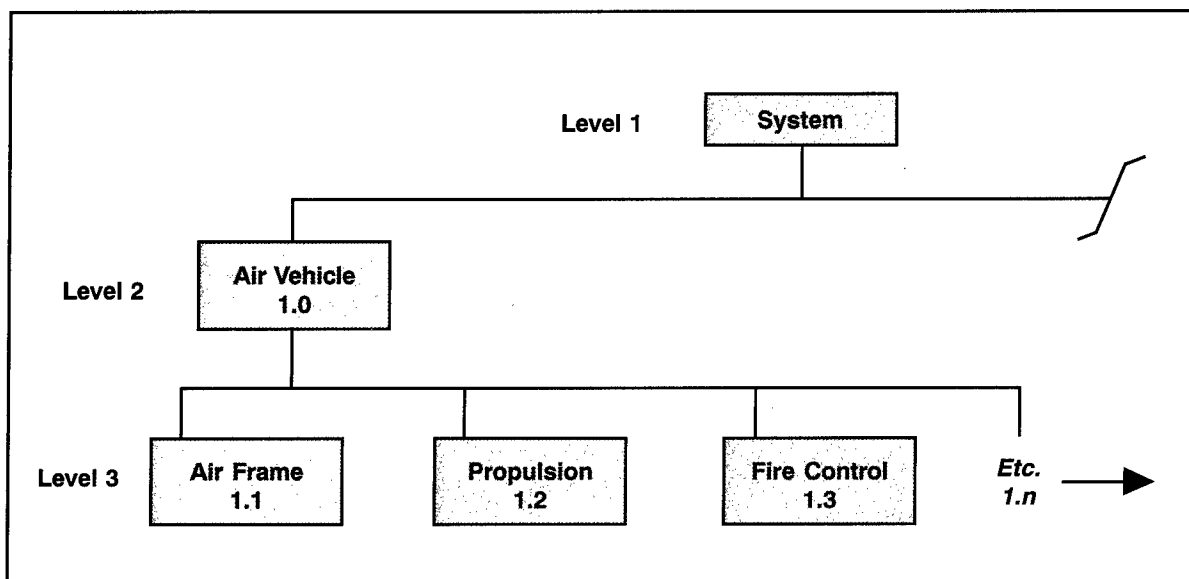 Level 1
System
Level 2
Air Vehicle
1.0
Level 3
Air Frame
1.1
Propulsion
1.2
Fire Control
1.3
Etc.
1.n